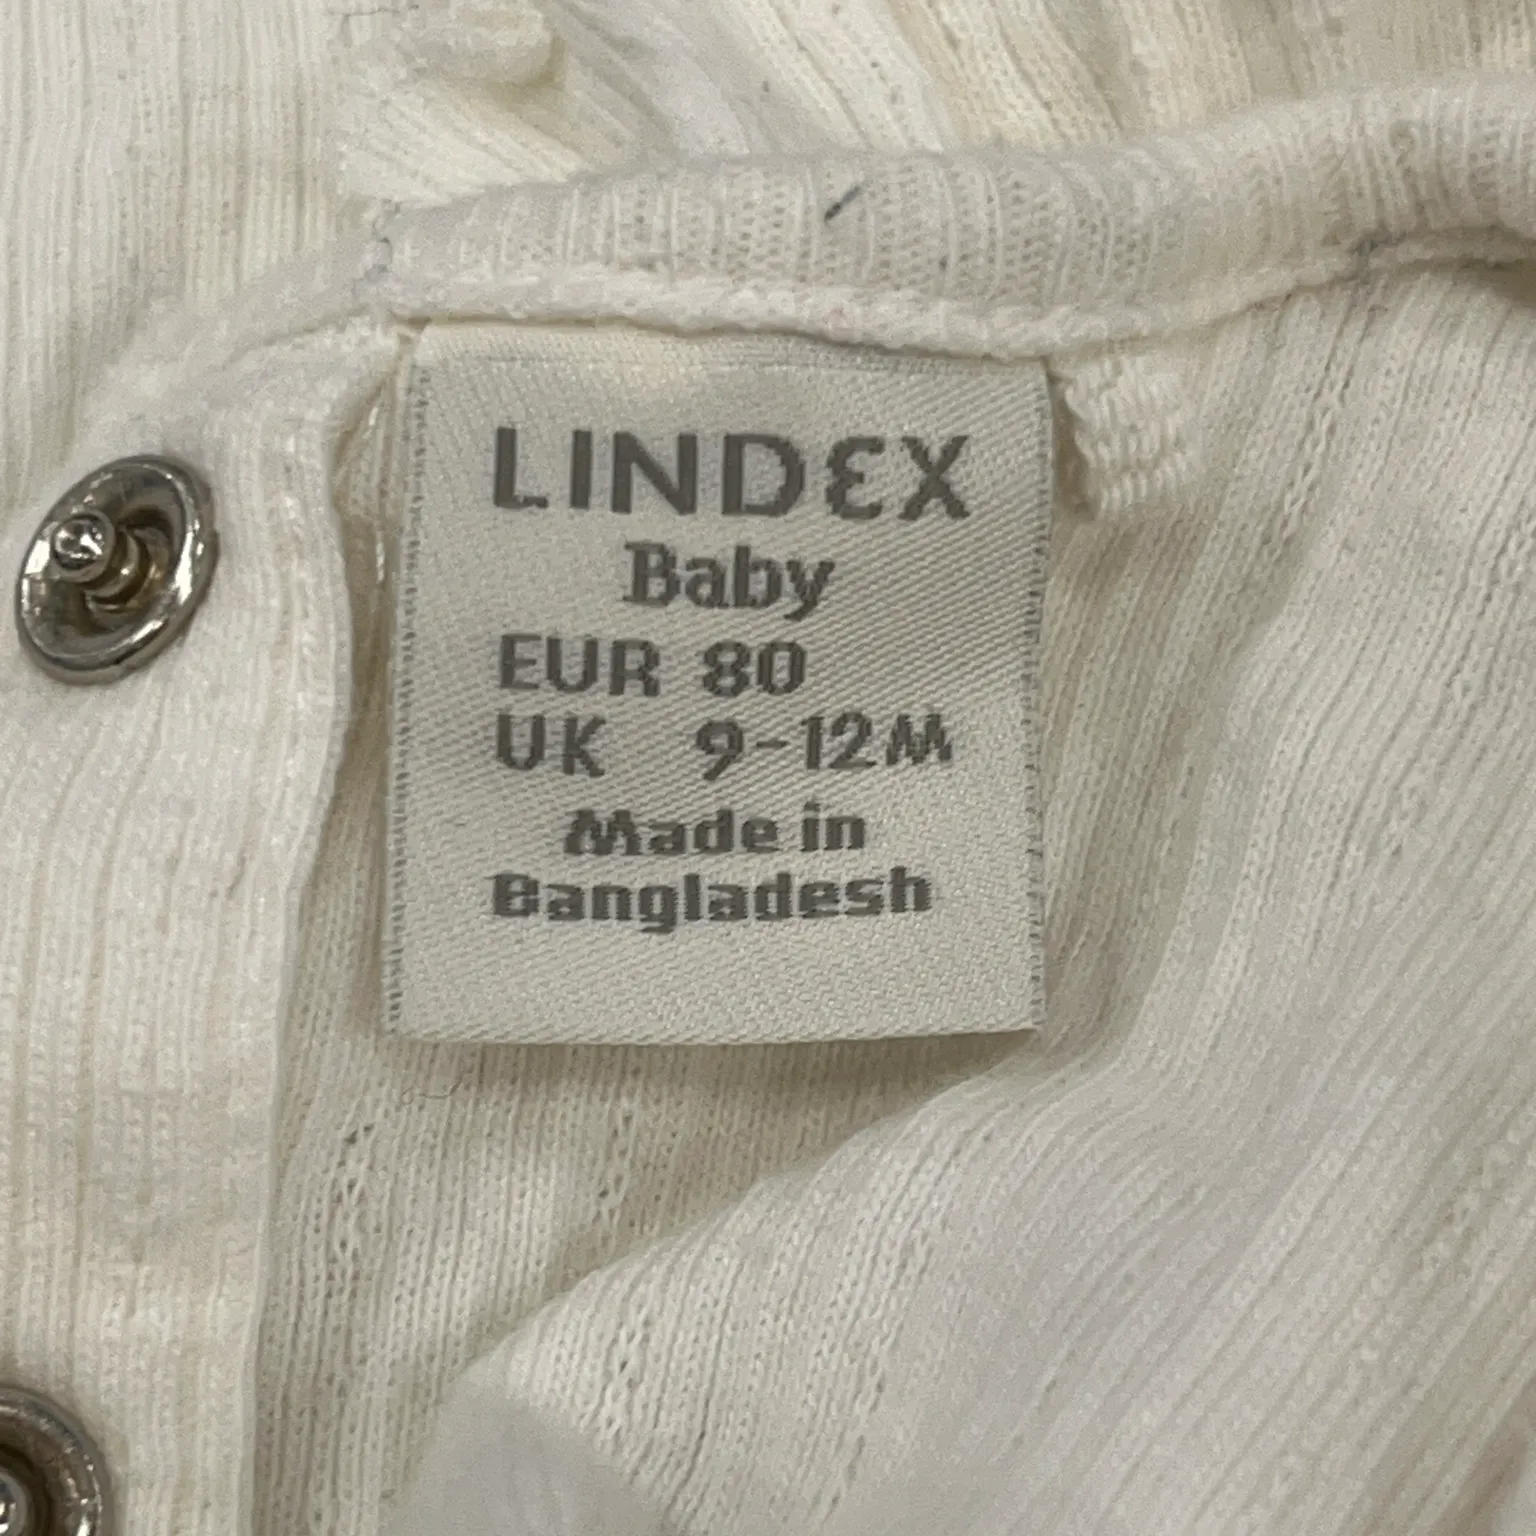 LINDEX
Baby
EUR 80
UK 9-12M
Made in
Bangladesh